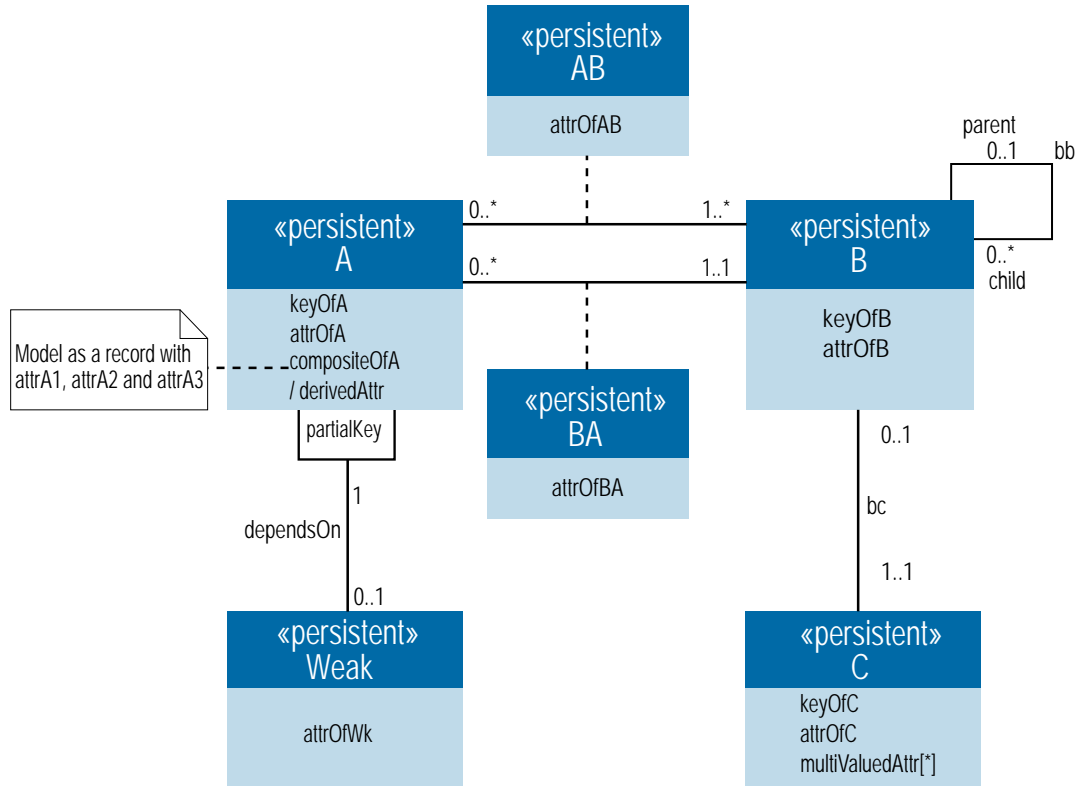 «persistent»
AB
attrOfAB
parent
0..1
bb
0..*
child
«persistent»
A
keyOfA
attrOfA
compositeOfA
/ derivedAttr
0..*
1..*
0..*
1..1
«persistent»
B
keyOfB
attrOfB
Model as a record with
attrA1, attrA2 and attrA3
«persistent»
BA
attrOfBA
partialKey
1
dependsOn
0..1
0..1
bc
1..1
«persistent»
Weak
attrOfWk
«persistent»
C
keyOfC
attrOfC
multiValuedAttr[*]